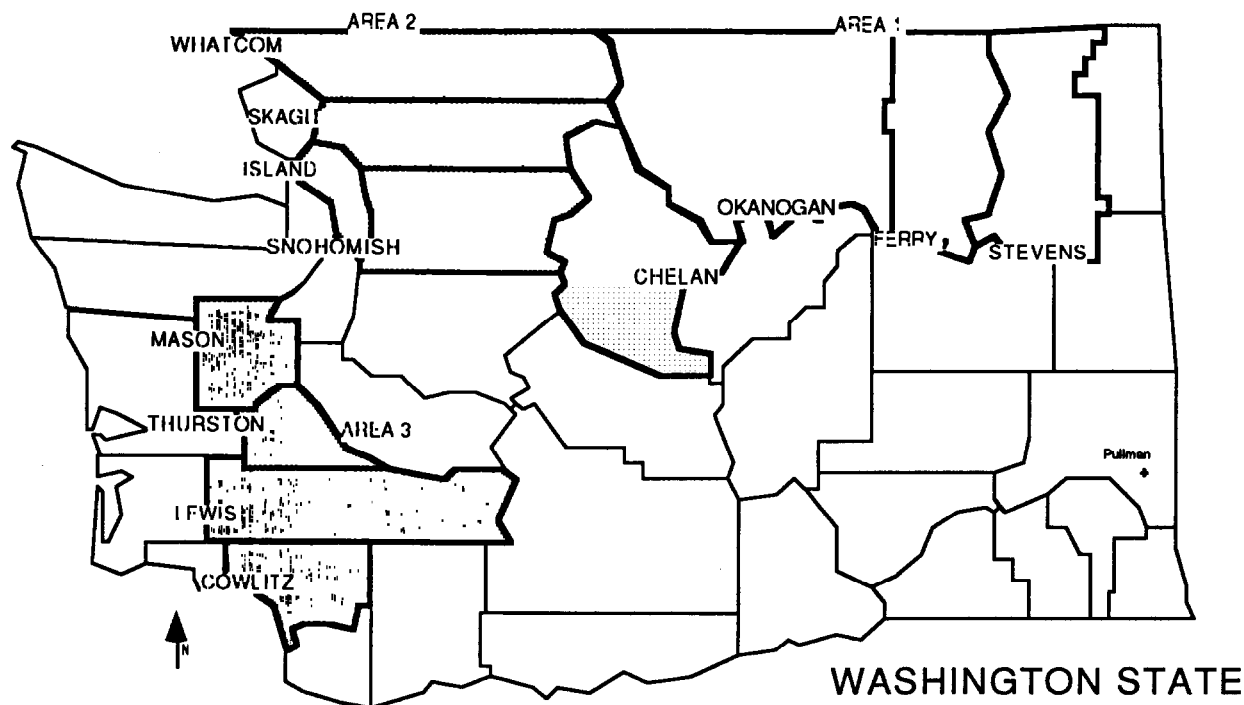 AREA 2
AREA 1
WHATCOM
SKAGIT
ISLAND
OKANOGAN
SNOHOMISH
FERRY,
STEVENS
CHELAN
MASON
THURSTON
AREA 3
Pullman
LEWIS
COWLITZ
N
WASHINGTON STATE